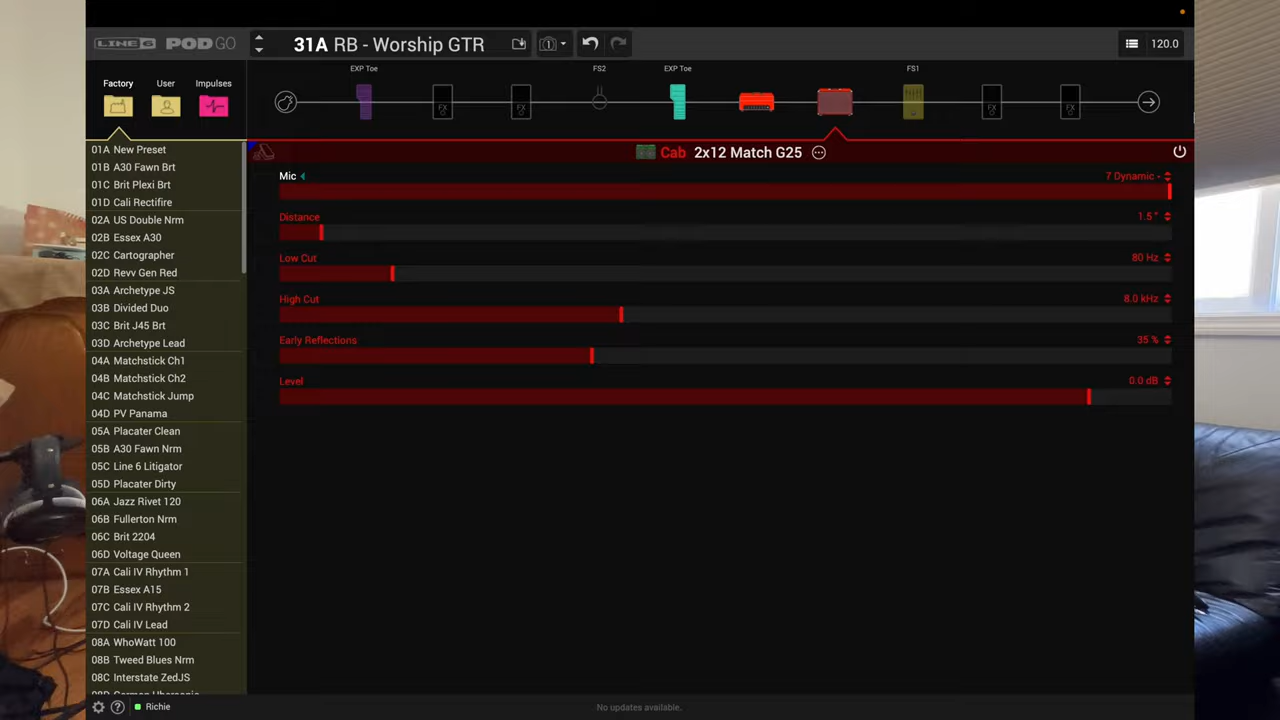 LINE 6 POD GO
31A RB - Worship GTR
120.0
Factory User Impulses
EXP Toe FS2 EXP Toe FS1
FX FX FX FX
Cab 2x12 Match G25
01A New Preset
01B A30 Fawn Brt
01C Brit Plexi Brt
01D Cali Rectifire
02A US Double Nrm
02B Essex A30
02C Cartographer
02D Revv Gen Red
03A Archetype JS
03B Divided Duo
03C Brit J45 Brt
03D Archetype Lead
04A Matchstick Ch1
04B Matchstick Ch2
04C Matchstick Jump
04D PV Panama
05A Placater Clean
05B A30 Fawn Nrm
05C Line 6 Litigator
05D Placater Dirty
06A Jazz Rivet 120
06B Fullerton Nrm
06C Brit 2204
06D Voltage Queen
07A Cali IV Rhythm 1
07B Essex A15
07C Cali IV Rhythm 2
07D Cali IV Lead
08A WhoWatt 100
08B Tweed Blues Nrm
08C Interstate ZedJS
Mic 7 Dynamic -
Distance 1.5"
Low Cut 80 Hz
High Cut 8.0 kHz
Early Reflections 35 %
Level 0.0 dB
Richie
No updates available.